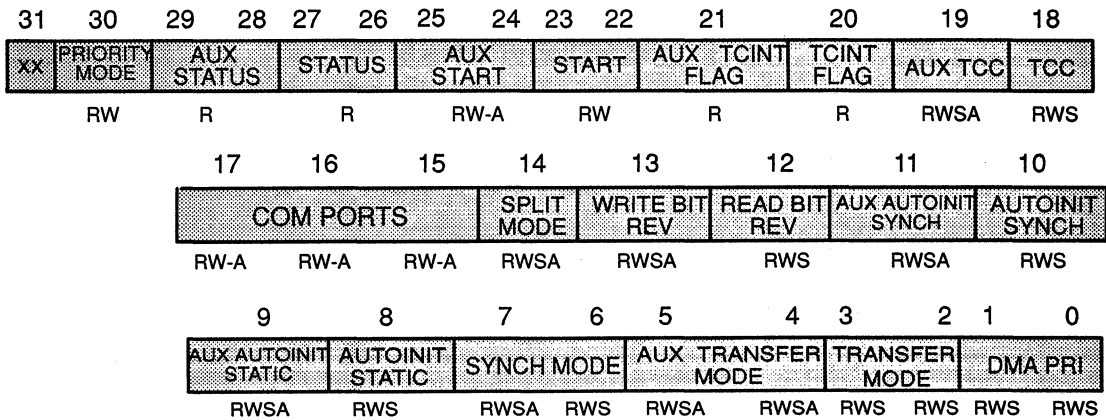 31 30 29 28 27 26 25 24 23 22 21 20 19 18
XX PRIORITY MODE AUX STATUS STATUS AUX START START AUX TCINT FLAG TCINT FLAG AUX TCC TCC
RW R R RW-A RW R R RWSA RWS
17 16 15 14 13 12 11 10
COM PORTS SPLIT MODE WRITE BIT REV READ BIT REV AUX AUTOINIT SYNCH AUTOINIT SYNCH
RW-A RW-A RW-A RWSA RWSA RWS RWSA RWS
9 8 7 6 5 4 3 2 1 0
AUX AUTOINIT STATIC AUTOINIT STATIC SYNCH MODE AUX TRANSFER MODE TRANSFER MODE DMA PRI
RWSA RWS RWSA RWS RWSA RWSA RWS RWS RWS RWS